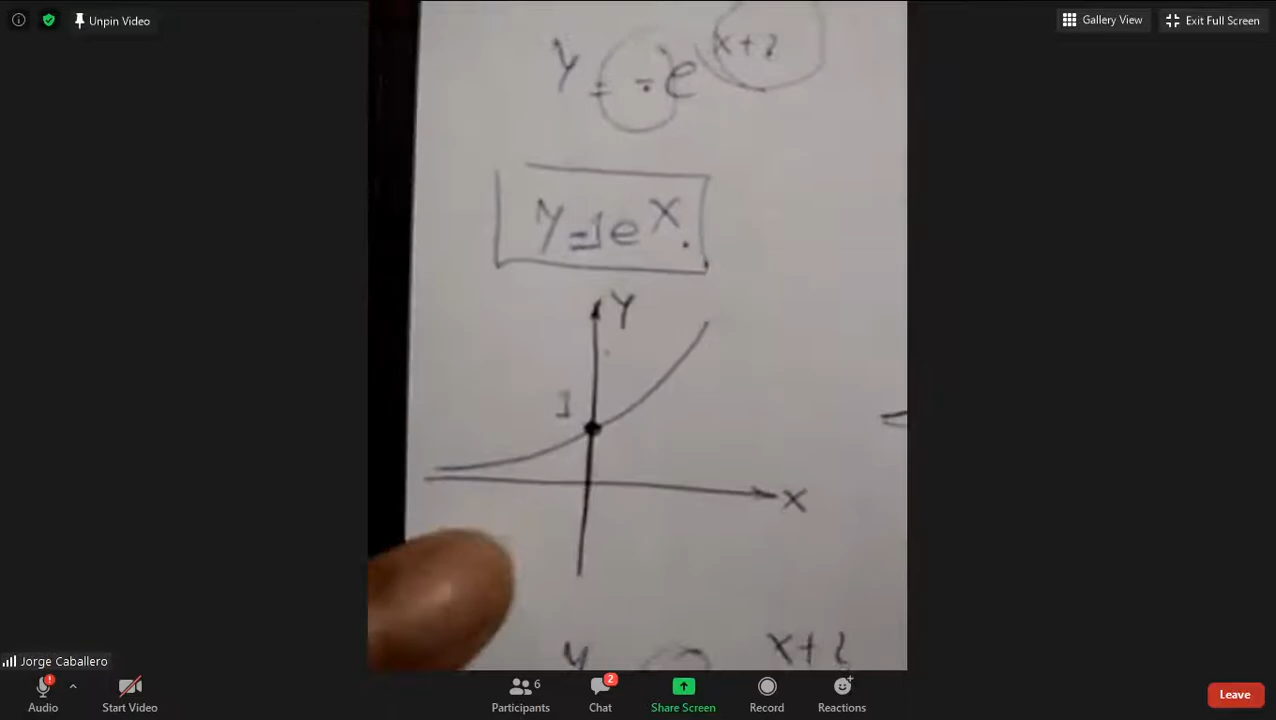 Unpin Video
Gallery View
Exit Full Screen
y = -e^(x+2)
y=1e^x.
Y
1
X
y
x+2
Jorge Caballero
Audio
Start Video
6
Participants
2
Chat
Share Screen
Record
Reactions
Leave